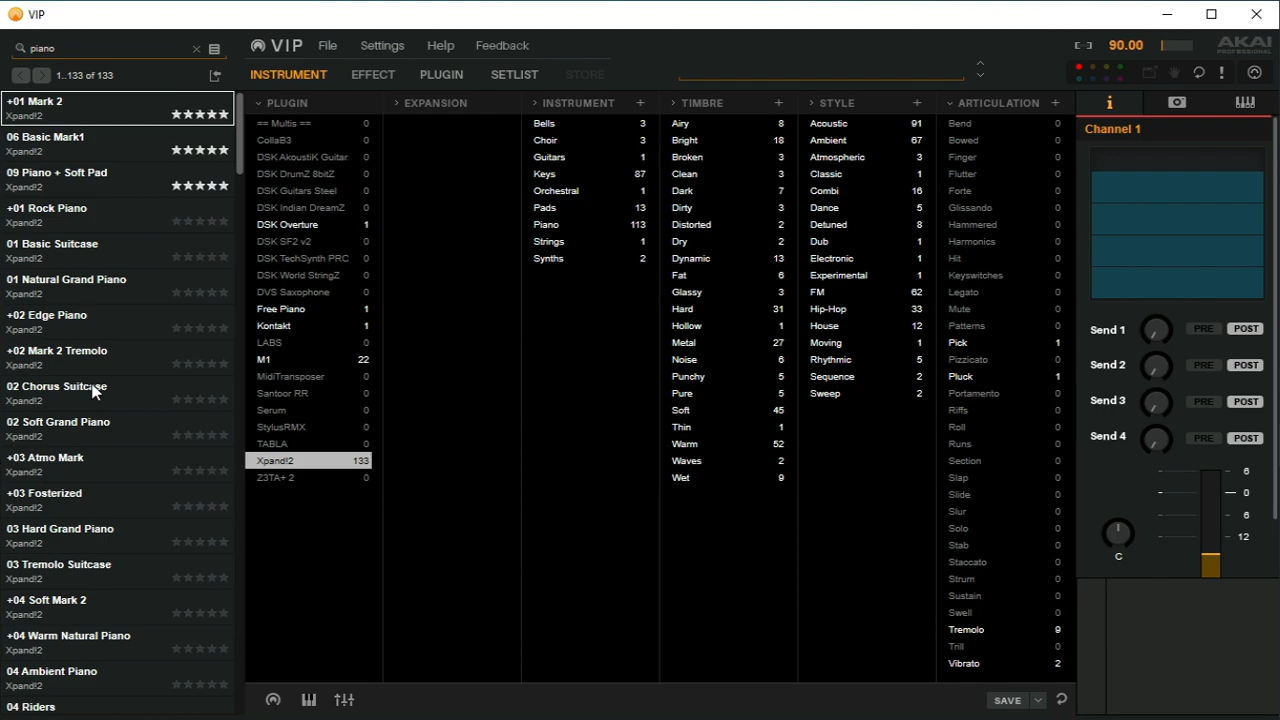 VIP
piano
1..133 of 133
VIP File Settings Help Feedback
INSTRUMENT EFFECT PLUGIN SETLIST STORE
90.00
AKAI
PROFESSIONAL
+01 Mark 2
Xpand!2
06 Basic Mark1
Xpand!2
09 Piano + Soft Pad
Xpand!2
+01 Rock Piano
Xpand!2
01 Basic Suitcase
Xpand!2
01 Natural Grand Piano
Xpand!2
+02 Edge Piano
Xpand!2
+02 Mark 2 Tremolo
Xpand!2
02 Chorus Suitcase
Xpand!2
02 Soft Grand Piano
Xpand!2
+03 Atmo Mark
Xpand!2
+03 Fosterized
Xpand!2
03 Hard Grand Piano
Xpand!2
03 Tremolo Suitcase
Xpand!2
+04 Soft Mark 2
Xpand!2
+04 Warm Natural Piano
Xpand!2
04 Ambient Piano
Xpand!2
04 Riders
PLUGIN
== Multis == 0
CollaB3 0
DSK AkoustiK Guitar 0
DSK DrumZ 8bitZ 0
DSK Guitars Steel 0
DSK Indian DreamZ 0
DSK Overture 1
DSK SF2 v2 0
DSK TechSynth PRO 0
DSK World StringZ 0
DVS Saxophone 0
Free Piano 1
Kontakt 1
LABS 0
M1 22
MidiTransposer 0
Santoor RR 0
Serum 0
StylusRMX 0
TABLA 0
Xpand!2 133
Z3TA+ 2 0
EXPANSION
INSTRUMENT +
Bells 3
Choir 3
Guitars 1
Keys 87
Orchestral 1
Pads 13
Piano 113
Strings 1
Synths 2
TIMBRE +
Airy 8
Bright 18
Broken 3
Clean 3
Dark 7
Dirty 3
Distorted 2
Dry 2
Dynamic 13
Fat 6
Glassy 3
Hard 31
Hollow 1
Metal 27
Noise 6
Punchy 5
Pure 5
Soft 45
Thin 1
Warm 52
Waves 2
Wet 9
STYLE +
Acoustic 91
Ambient 67
Atmospheric 3
Classic 1
Combi 16
Dance 5
Detuned 8
Dub 1
Electronic 1
Experimental 1
FM 62
Hip-Hop 33
House 12
Moving 1
Rhythmic 5
Sequence 2
Sweep 2
ARTICULATION +
Bend 0
Bowed 0
Finger 0
Flutter 0
Forte 0
Glissando 0
Hammered 0
Harmonics 0
Hit 0
Keyswitches 0
Legato 0
Mute 0
Patterns 0
Pick 1
Pizzicato 0
Pluck 1
Portamento 0
Riffs 0
Roll 0
Runs 0
Section 0
Slap 0
Slide 0
Slur 0
Solo 0
Stab 0
Staccato 0
Strum 0
Sustain 0
Swell 0
Tremolo 9
Trill 0
Vibrato 2
Channel 1
Send 1 PRE POST
Send 2 PRE POST
Send 3 PRE POST
Send 4 PRE POST
6
0
6
12
C
SAVE